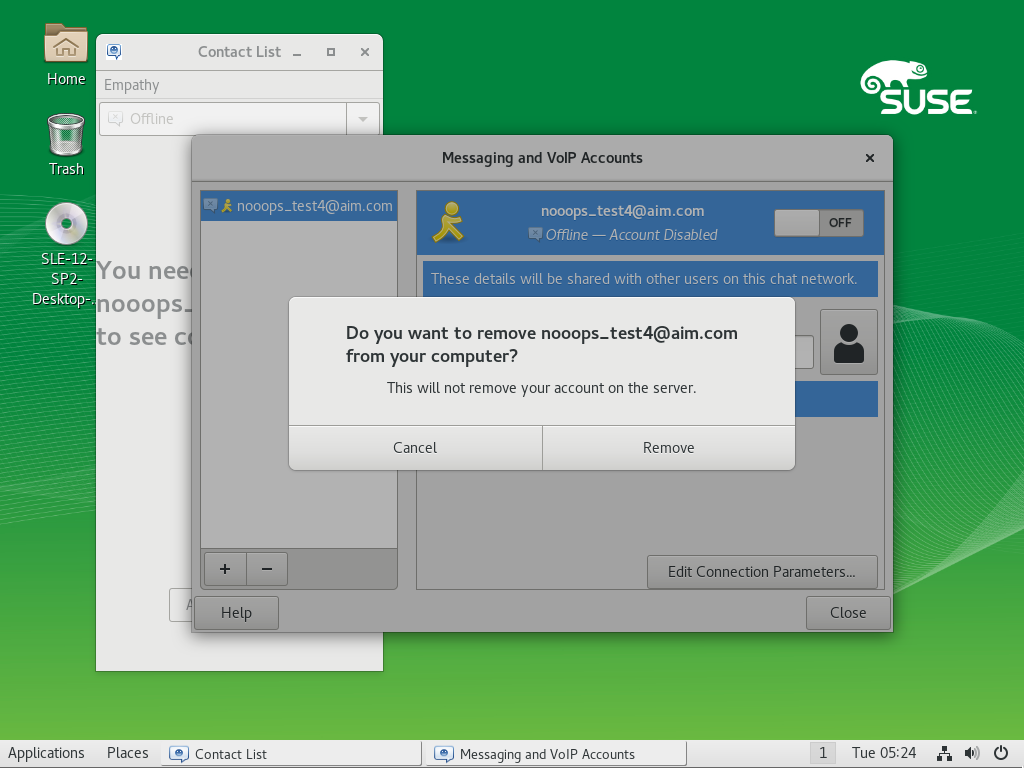 Home
Trash
SLE-12-
SP2-
Desktop-...
Contact List
Empathy
Offline
SUSE
Messaging and VoIP Accounts
nooops_test4@aim.com
nooops_test4@aim.com
Offline — Account Disabled
OFF
These details will be shared with other users on this chat network.
You nee
nooops_
to see co
Do you want to remove nooops_test4@aim.com
from your computer?
This will not remove your account on the server.
Cancel
Remove
+
−
Edit Connection Parameters...
Help
Close
Applications
Places
Contact List
Messaging and VoIP Accounts
1
Tue 05:24